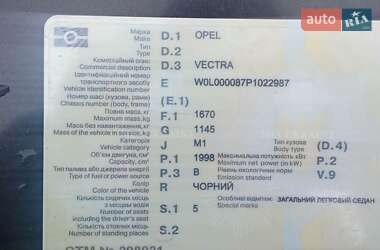 auto RIA.com
Марка
Make D.1 OPEL
Тип
Type D.2
Комерційний опис
Commercial description D.3 VECTRA
Ідентифікаційний номер
транспортного засобу
Vehicle identification number E W0L000087P1022987
Номер шасі (кузова, рами)
Chassis number (body, frame) (E.1)
Повна маса, кг
Maximum mass, kg F.1 1670
Маса без навантаження, кг
Mass of the vehicle in service, kg G 1145
Категорія
Category J M1 Тип кузова
Body type (D.4)
Об'єм двигуна, см³
Capacity, cm³ P.1 1998 Максимальна потужність кВт
Maximum net power (in kW) P.2
Тип пального або джерело енергії
Type of fuel or power source P.3 B Рівень екологічних норм
Emission standard V.9
Колір
Color of the vehicle R ЧОРНИЙ
Кількість сидячих місць
з місцем водія
Number of seats
including the driver's seat S.1 5 Особливі відмітки
Special marks ЗАГАЛЬНИЙ ЛЕГКОВИЙ СЕДАН
Кількість стоячих місць
Number of standing places S.2